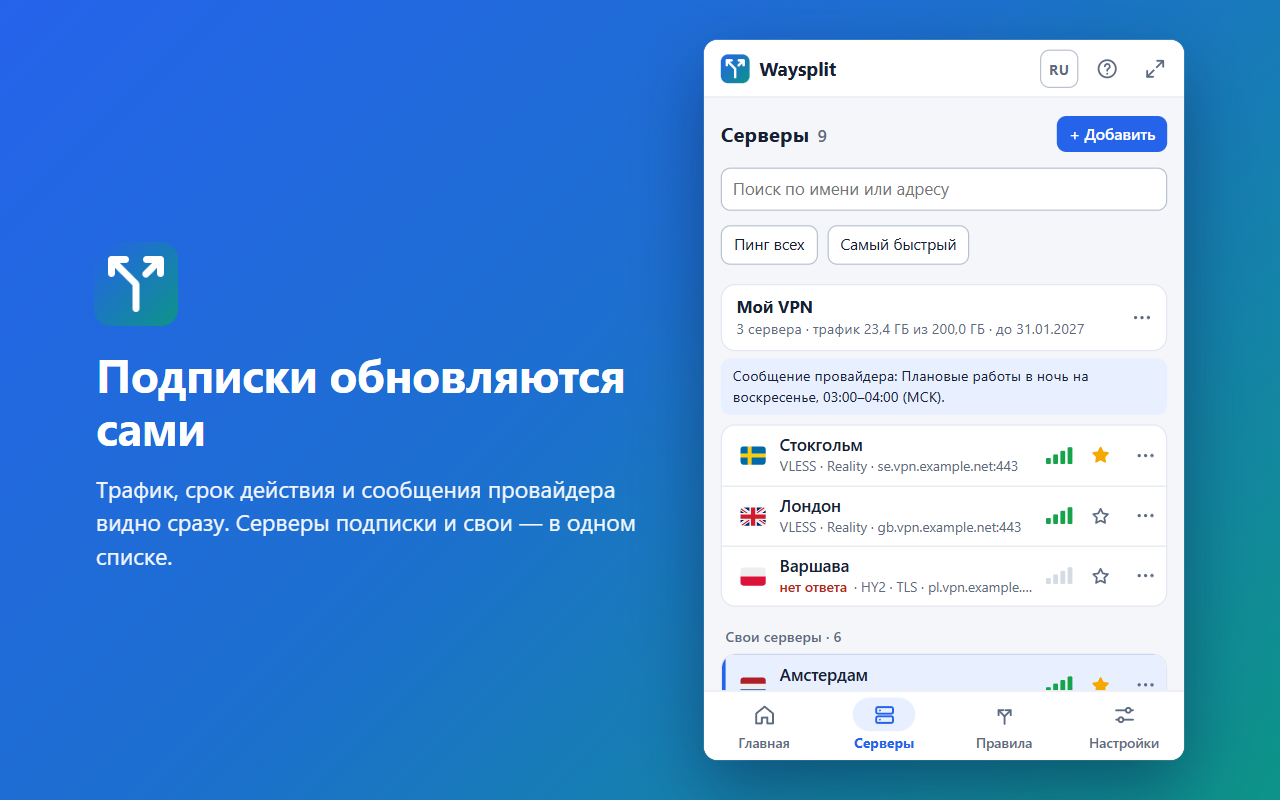 Подписки обновляются
сами
Трафик, срок действия и сообщения провайдера
видно сразу. Серверы подписки и свои — в одном
списке.
Waysplit
RU
Серверы 9
+ Добавить
Поиск по имени или адресу
Пинг всех
Самый быстрый
Мой VPN
3 сервера · трафик 23,4 ГБ из 200,0 ГБ · до 31.01.2027
Сообщение провайдера: Плановые работы в ночь на
воскресенье, 03:00–04:00 (МСК).
Стокгольм
VLESS · Reality · se.vpn.example.net:443
Лондон
VLESS · Reality · gb.vpn.example.net:443
Варшава
нет ответа · HY2 · TLS · pl.vpn.example....
Свои серверы · 6
Амстердам
Главная
Серверы
Правила
Настройки